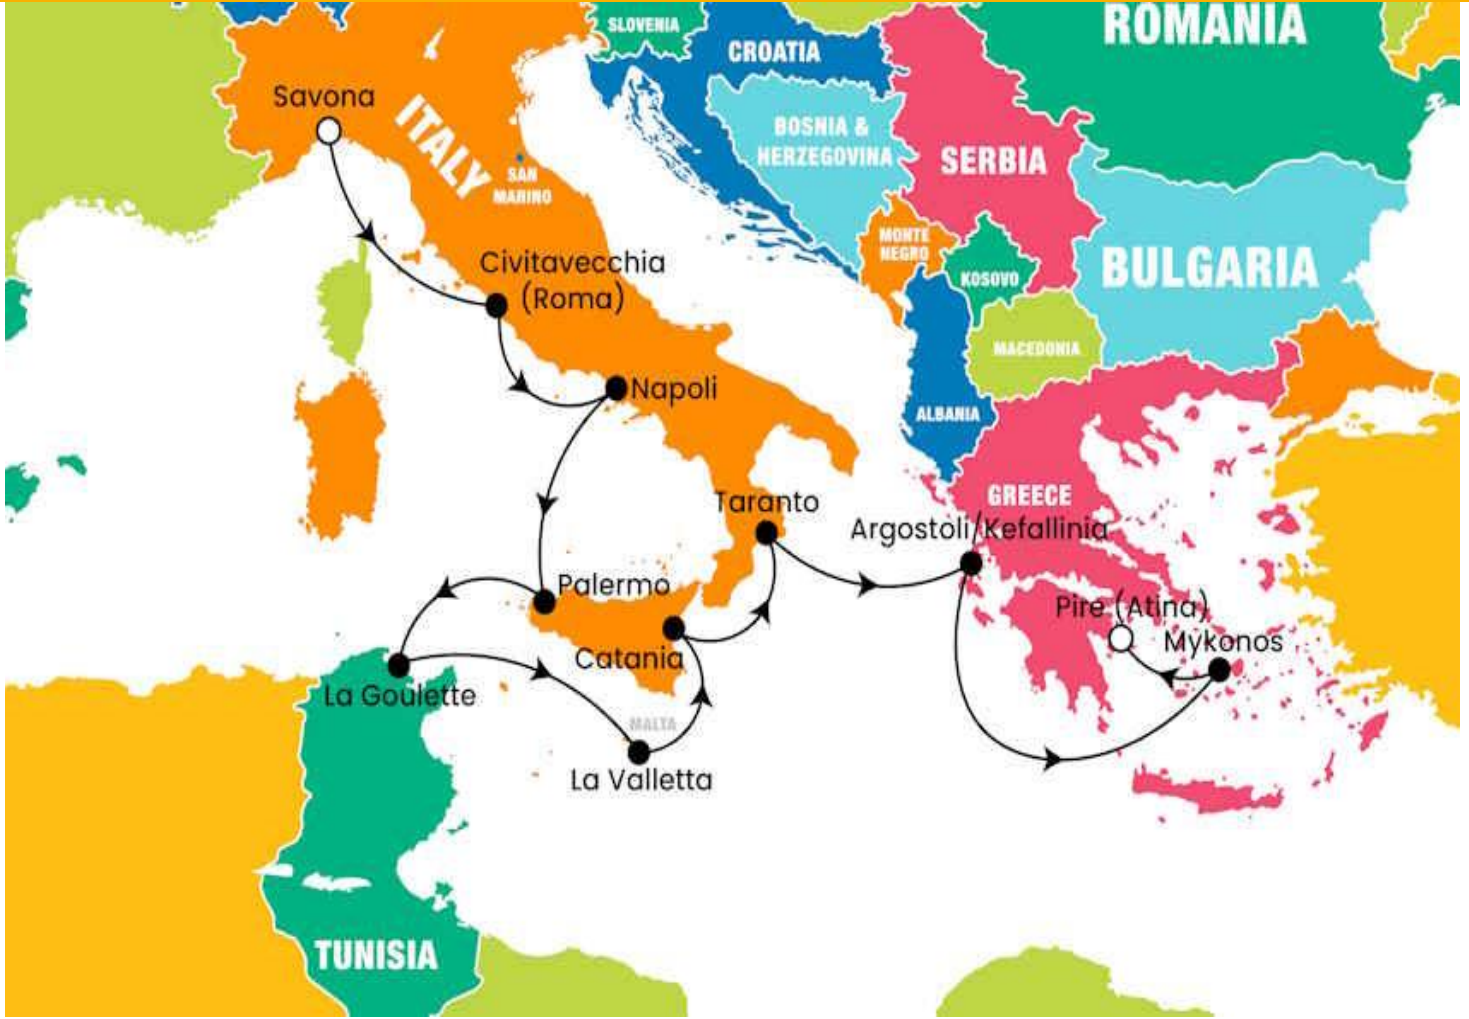 ROMANIA
SLOVENIA
CROATIA
Savona
ITALY
BOSNIA &
HERZEGOVINA
SERBIA
SAN
MARINO
MONTE
NEGRO
KOSOVO
BULGARIA
Civitavecchia
(Roma)
MACEDONIA
Napoli
ALBANIA
GREECE
Taranto
Argostoli/Kefallinia
Palermo
Pire (Atina)
Mykonos
Catania
La Goulette
MALTA
La Valletta
TUNISIA